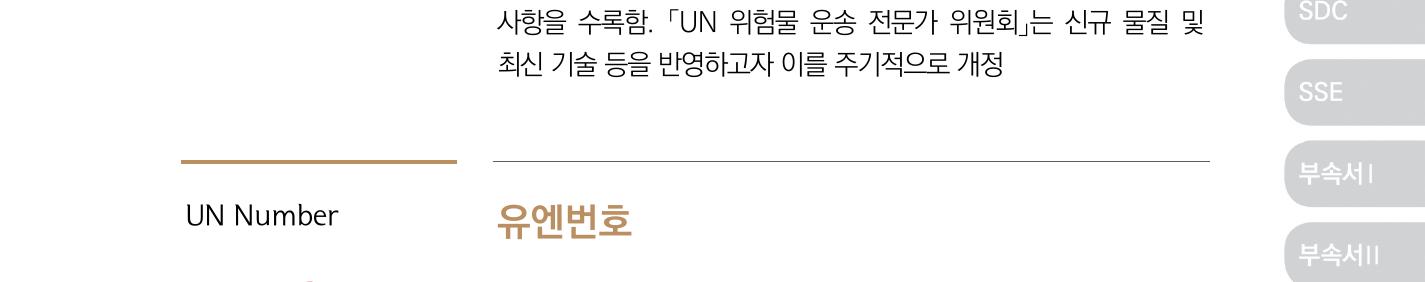 사항을 수록함. 「UN 위험물 운송 전문가 위원회」는 신규 물질 및
최신 기술 등을 반영하고자 이를 주기적으로 개정
UN Number
유엔번호
SDC
SSE
부속서 I
부속서 II